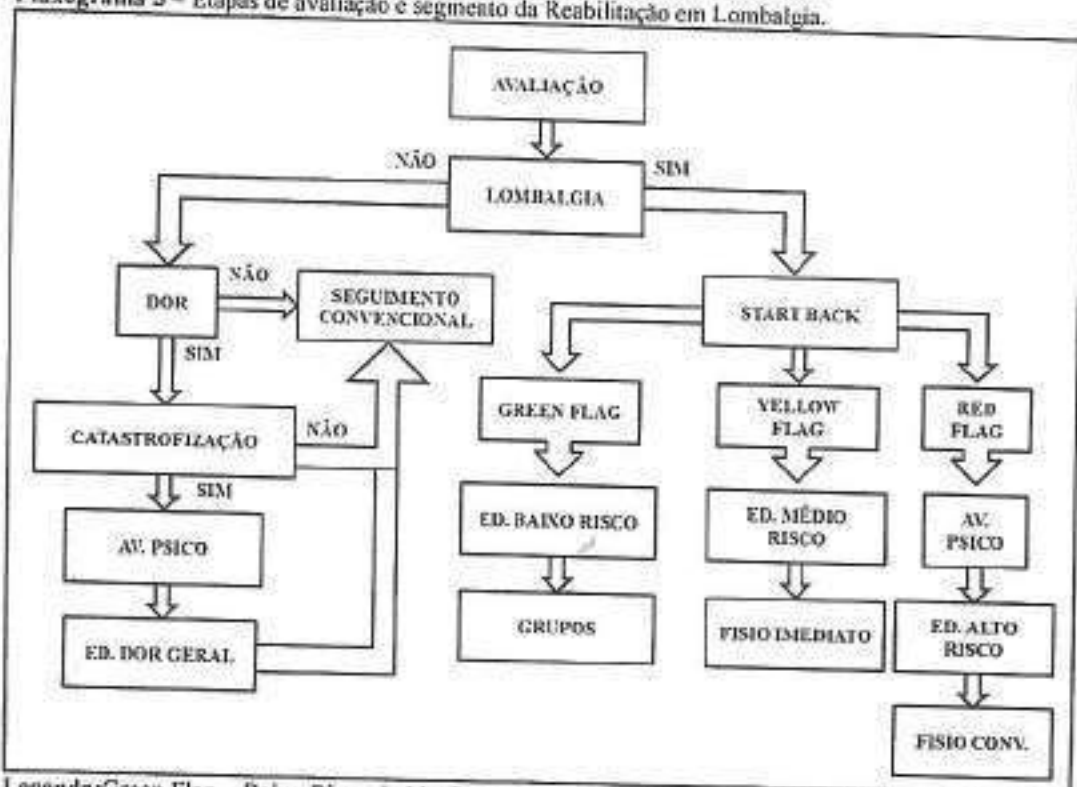 Etapas de avaliação e segmento da Reabilitação em Lombalgia.
AVALIAÇÃO
NÃO
SIM
LOMBALGIA
DOR
NÃO
SEGUIMENTO
CONVENCIONAL
SIM
START BACK
CATASTROFIZAÇÃO
NÃO
GREEN FLAG
YELLOW
FLAG
RED
FLAG
SIM
AV. PSICO
ED. BAIXO RISCO
ED. MÉDIO
RISCO
AV.
PSICO
ED. DOR GERAL
GRUPOS
FISIO IMEDIATO
ED. ALTO
RISCO
FISIO CONV.